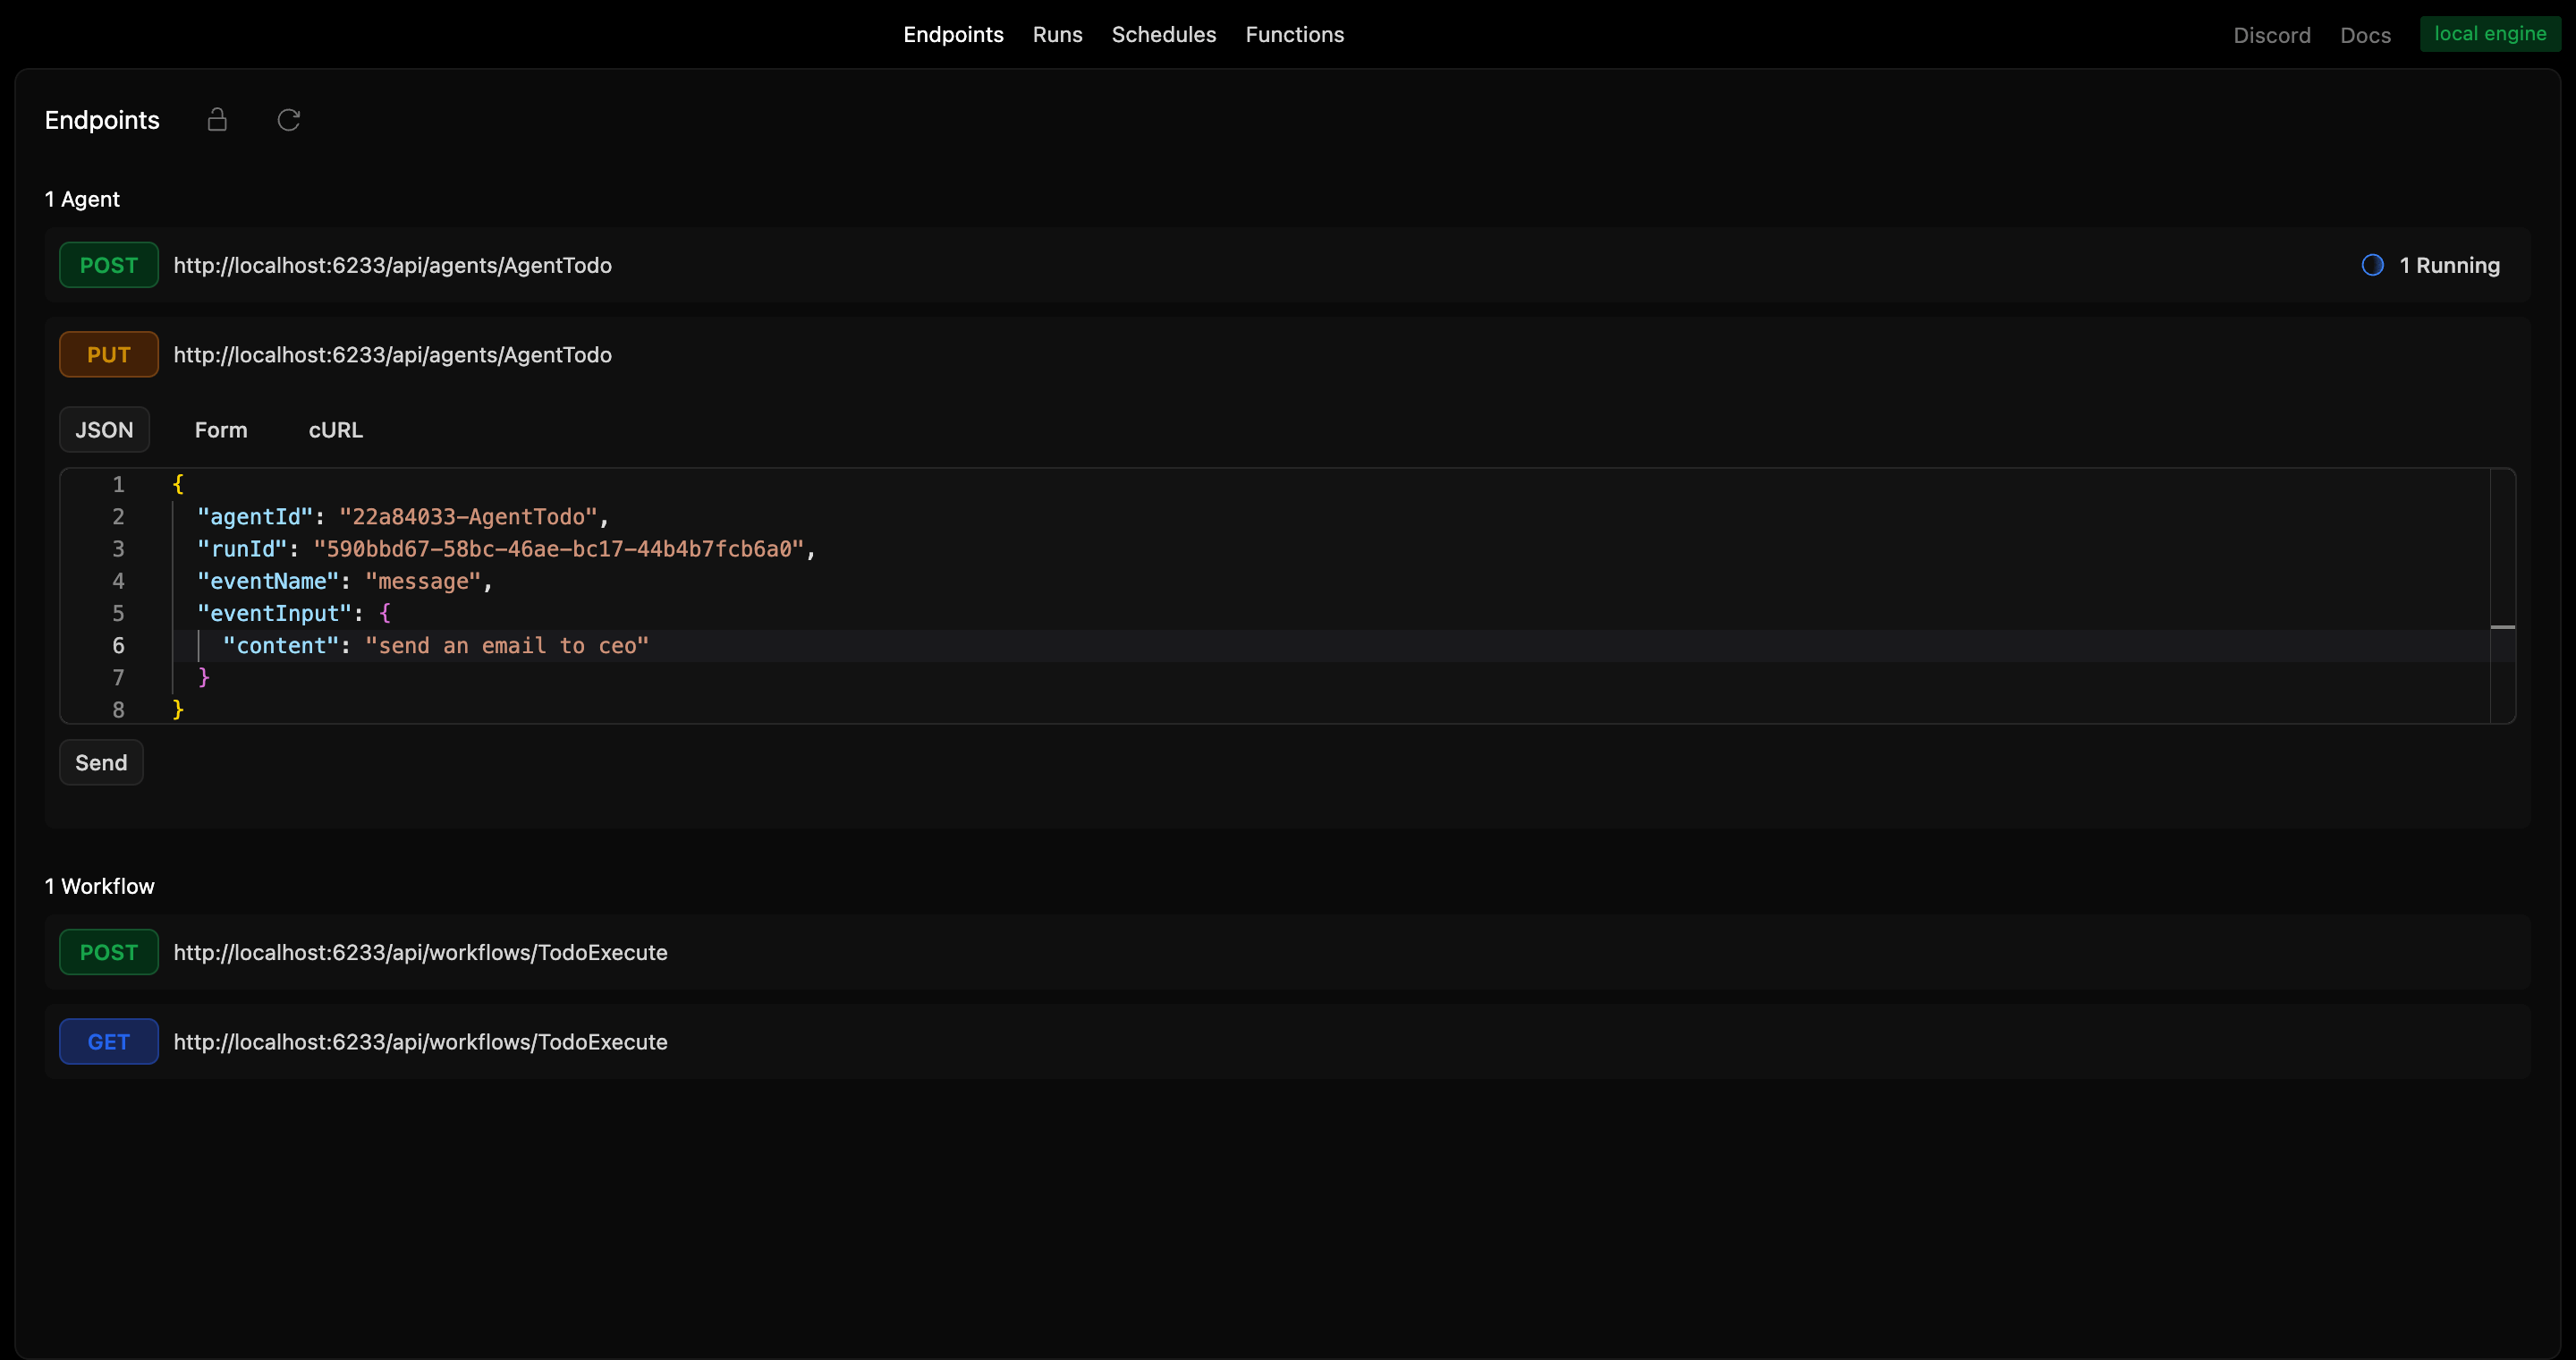 Endpoints Runs Schedules Functions Discord Docs local engine
Endpoints
1 Agent
POST http://localhost:6233/api/agents/AgentTodo 1 Running
PUT http://localhost:6233/api/agents/AgentTodo
JSON Form cURL
1 {
2 "agentId": "22a84033-AgentTodo",
3 "runId": "590bbd67-58bc-46ae-bc17-44b4b7fcb6a0",
4 "eventName": "message",
5 "eventInput": {
6 "content": "send an email to ceo"
7 }
8 }
Send
1 Workflow
POST http://localhost:6233/api/workflows/TodoExecute
GET http://localhost:6233/api/workflows/TodoExecute